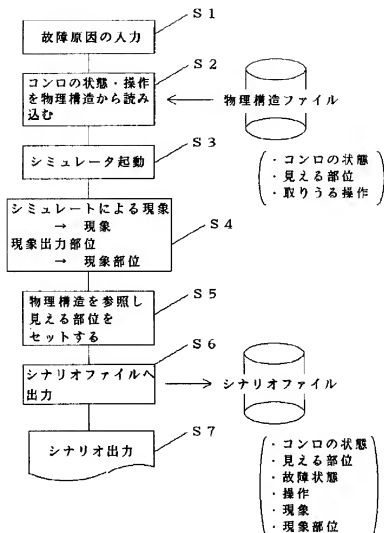 S1
故障原因の入力
S2
コンロの状態・操作
を物理構造から読み
込む
物理構造ファイル
・コンロの状態
・見える部位
・取りうる操作
S3
シミュレータ起動
シミュレートによる現象
→ 現象
現象出力部位
→ 現象部位
S4
S5
物理構造を参照し
見える部位を
セットする
S6
シナリオファイルへ
出力
シナリオファイル
S7
シナリオ出力
・コンロの状態
・見える部位
・故障状態
・操作
・現象
・現象部位